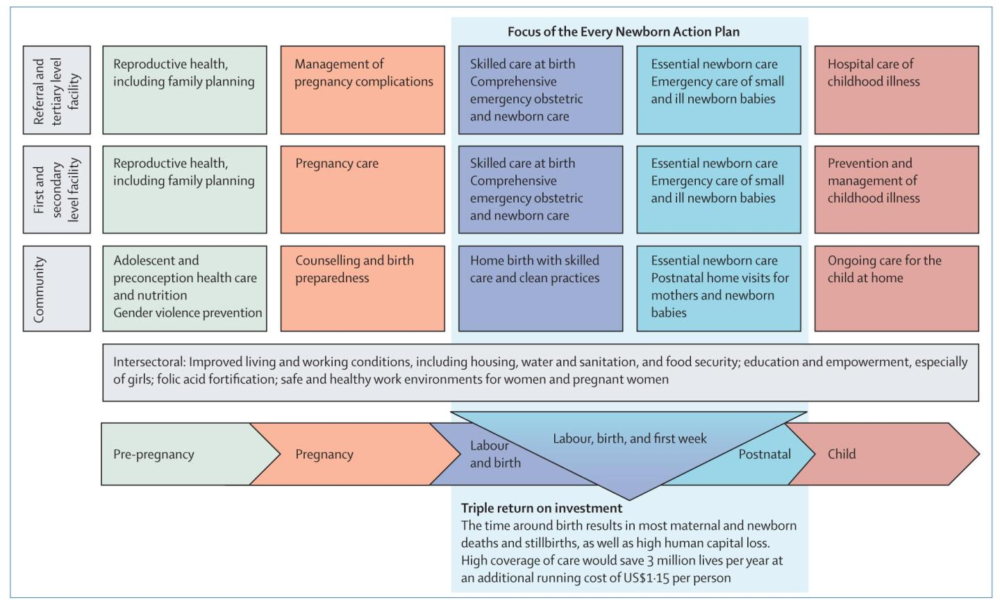 Focus of the Every Newborn Action Plan
Referral and
tertiary level
facility
Reproductive health,
including family planning
Management of
pregnancy complications
Skilled care at birth
Comprehensive
emergency obstetric
and newborn care
Essential newborn care
Emergency care of small
and ill newborn babies
Hospital care of
childhood illness
First and
secondary
level facility
Reproductive health,
including family planning
Pregnancy care
Skilled care at birth
Comprehensive
emergency obstetric
and newborn care
Essential newborn care
Emergency care of small
and ill newborn babies
Prevention and
management of
childhood illness
Community
Adolescent and
preconception health care
and nutrition
Gender violence prevention
Counselling and birth
preparedness
Home birth with skilled
care and clean practices
Essential newborn care
Postnatal home visits for
mothers and newborn
babies
Ongoing care for the
child at home
Intersectoral: Improved living and working conditions, including housing, water and sanitation, and food security; education and empowerment, especially
of girls; folic acid fortification; safe and healthy work environments for women and pregnant women
Pre-pregnancy
Pregnancy
Labour
and birth
Labour, birth, and first week
Postnatal
Child
Triple return on investment
The time around birth results in most maternal and newborn
deaths and stillbirths, as well as high human capital loss.
High coverage of care would save 3 million lives per year at
an additional running cost of US$1·15 per person